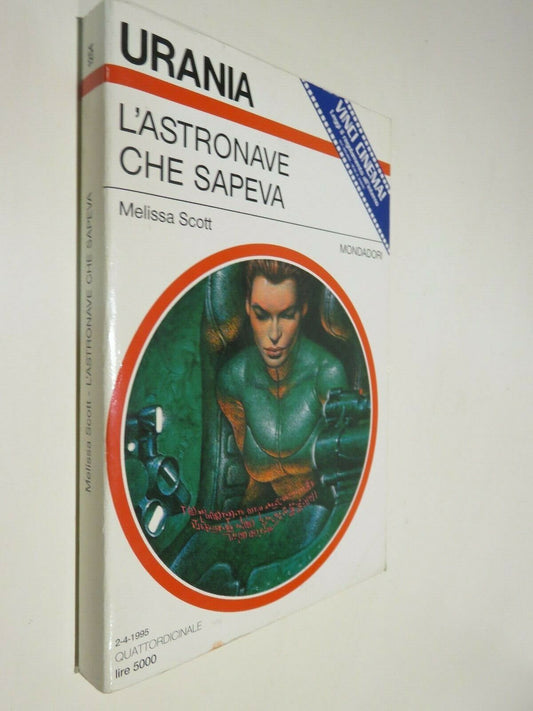 URANIA
L'ASTRONAVE
CHE SAPEVA
Melissa Scott
VINCI CINEMA!
MONDADORI
2-4-1995
QUATTORDICINALE
lire 5000
Melissa Scott - L'ASTRONAVE CHE SAPEVA